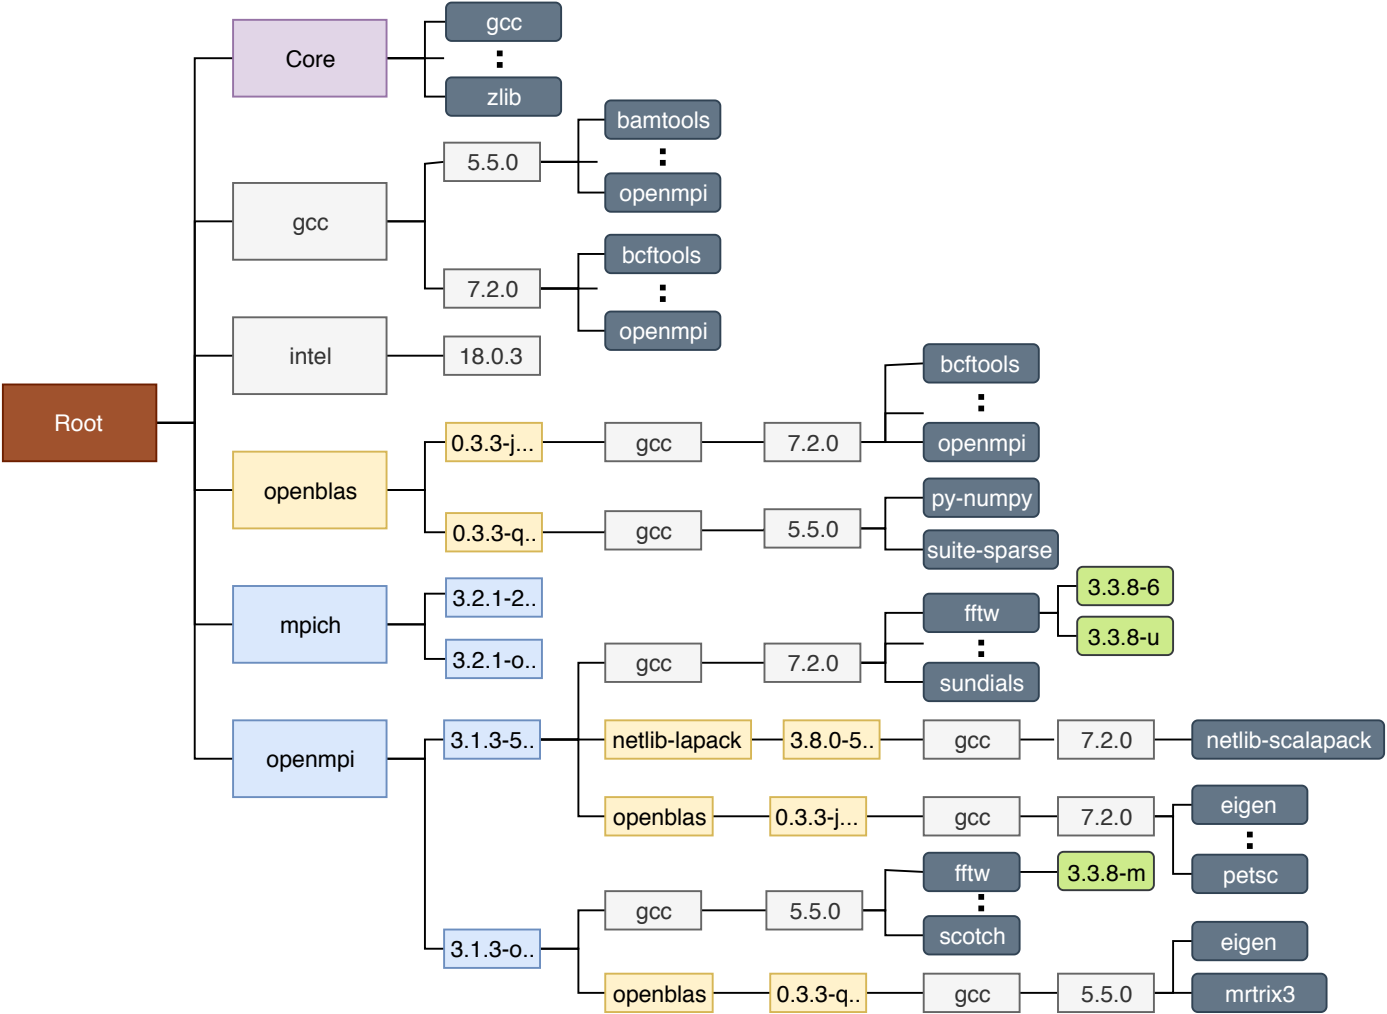 Root
Core
gcc
zlib
gcc
5.5.0
bamtools
openmpi
7.2.0
bcftools
openmpi
intel
18.0.3
openblas
0.3.3-j...
gcc
7.2.0
bcftools
openmpi
0.3.3-q..
gcc
5.5.0
py-numpy
suite-sparse
mpich
3.2.1-2..
3.2.1-o..
openmpi
3.1.3-5..
gcc
7.2.0
fftw
3.3.8-6
3.3.8-u
sundials
netlib-lapack
3.8.0-5..
gcc
7.2.0
netlib-scalapack
openblas
0.3.3-j...
gcc
7.2.0
eigen
petsc
3.1.3-o..
gcc
5.5.0
fftw
3.3.8-m
scotch
openblas
0.3.3-q..
gcc
5.5.0
eigen
mrtrix3